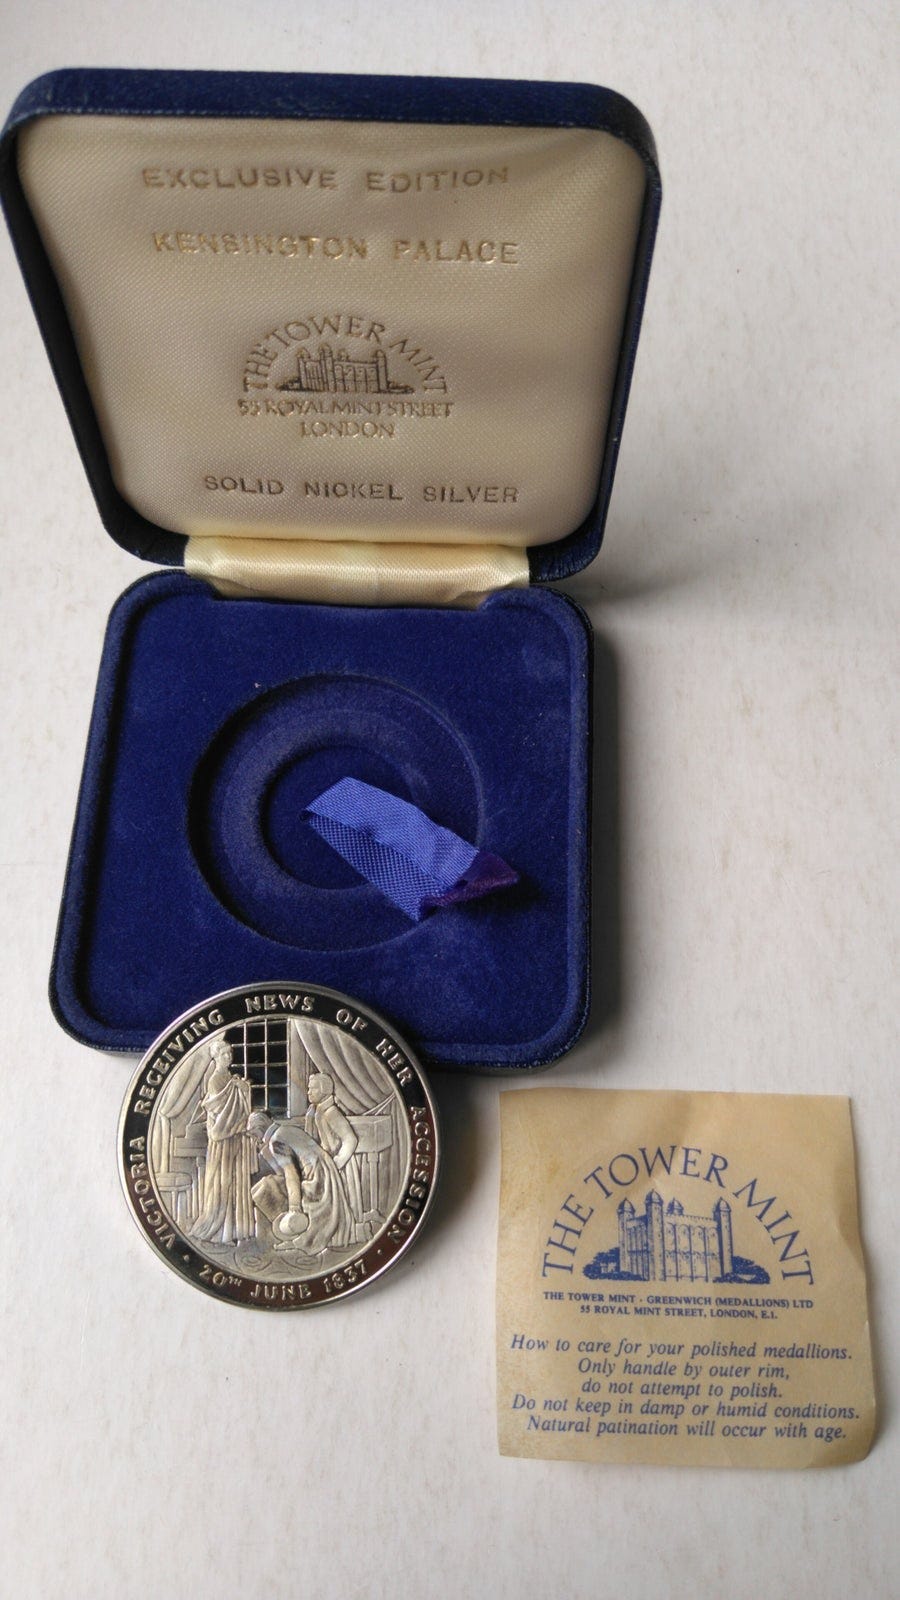 EXCLUSIVE EDITION
KENSINGTON PALACE
THE TOWER MINT
55 ROYAL MINT STREET
LONDON
SOLID NICKEL SILVER
VICTORIA RECEIVING NEWS OF HER ACCESSION
· 20TH JUNE 1837 ·
THE TOWER MINT
THE TOWER MINT - GREENWICH (MEDALLIONS) LTD
55 ROYAL MINT STREET, LONDON, E.1.
How to care for your polished medallions.
Only handle by outer rim,
do not attempt to polish.
Do not keep in damp or humid conditions.
Natural patination will occur with age.